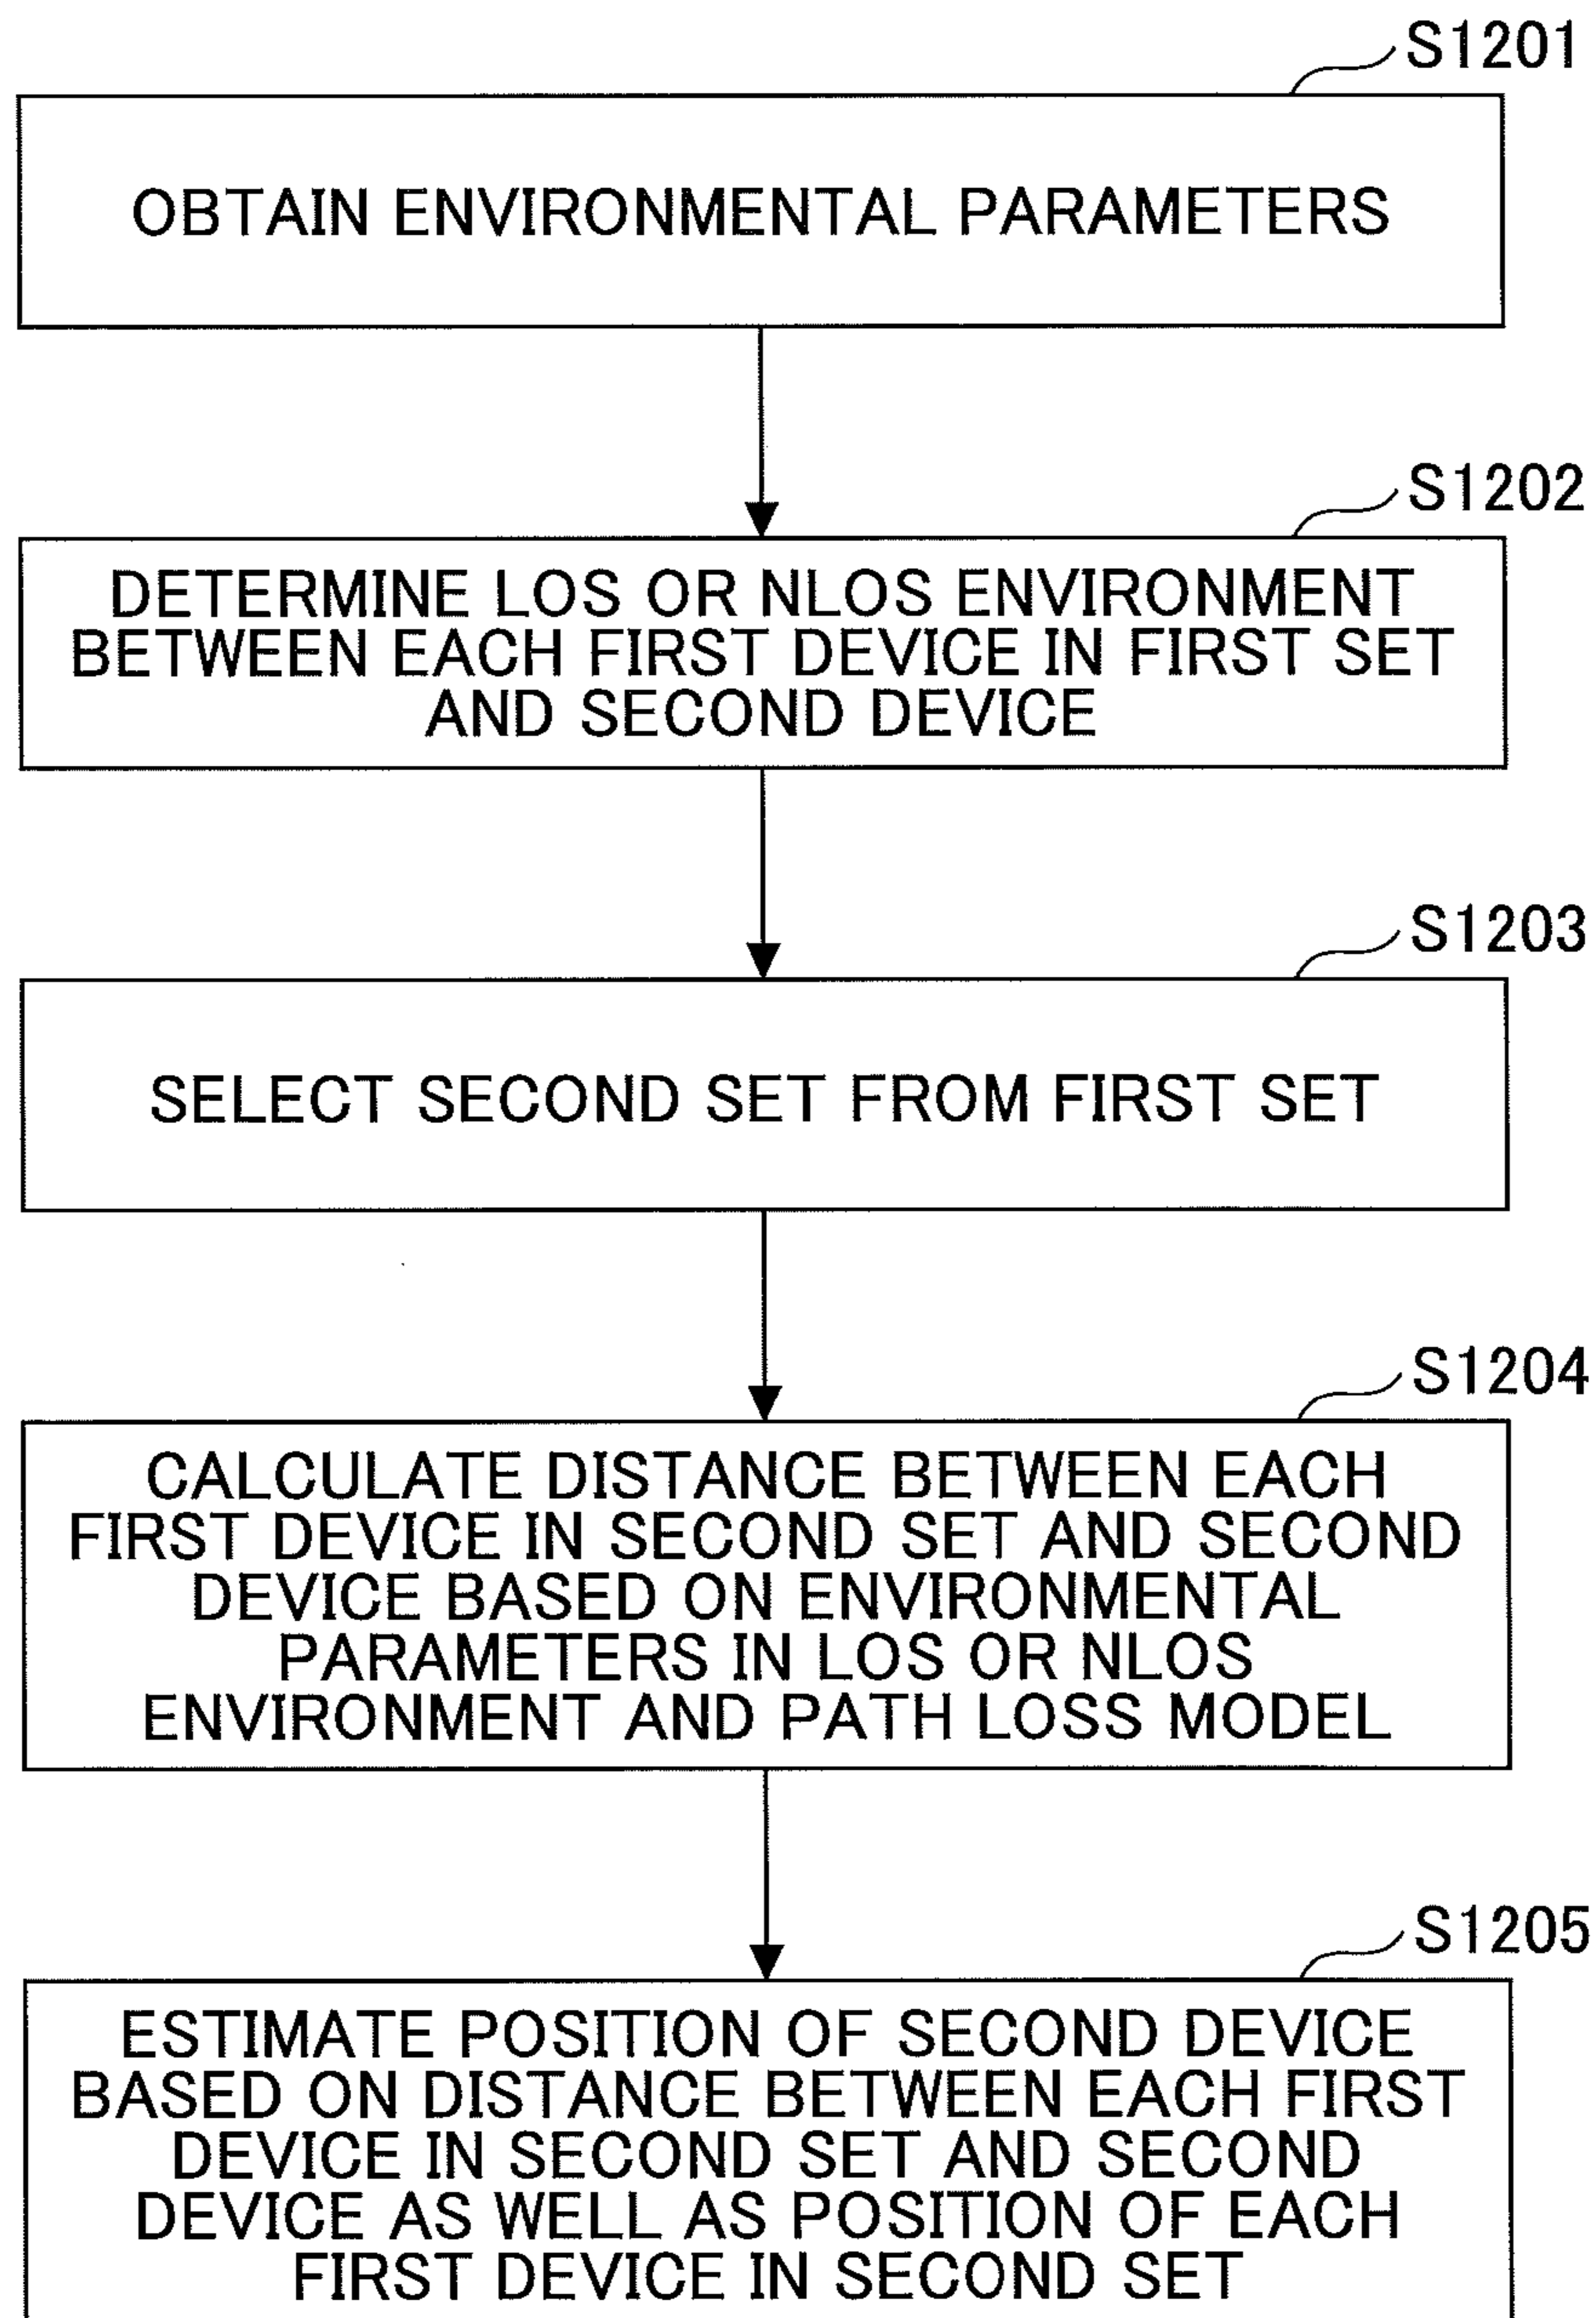 S1201
OBTAIN ENVIRONMENTAL PARAMETERS
S1202
DETERMINE LOS OR NLOS ENVIRONMENT
BETWEEN EACH FIRST DEVICE IN FIRST SET
AND SECOND DEVICE
S1203
SELECT SECOND SET FROM FIRST SET
S1204
CALCULATE DISTANCE BETWEEN EACH
FIRST DEVICE IN SECOND SET AND SECOND
DEVICE BASED ON ENVIRONMENTAL
PARAMETERS IN LOS OR NLOS
ENVIRONMENT AND PATH LOSS MODEL
S1205
ESTIMATE POSITION OF SECOND DEVICE
BASED ON DISTANCE BETWEEN EACH FIRST
DEVICE IN SECOND SET AND SECOND
DEVICE AS WELL AS POSITION OF EACH
FIRST DEVICE IN SECOND SET